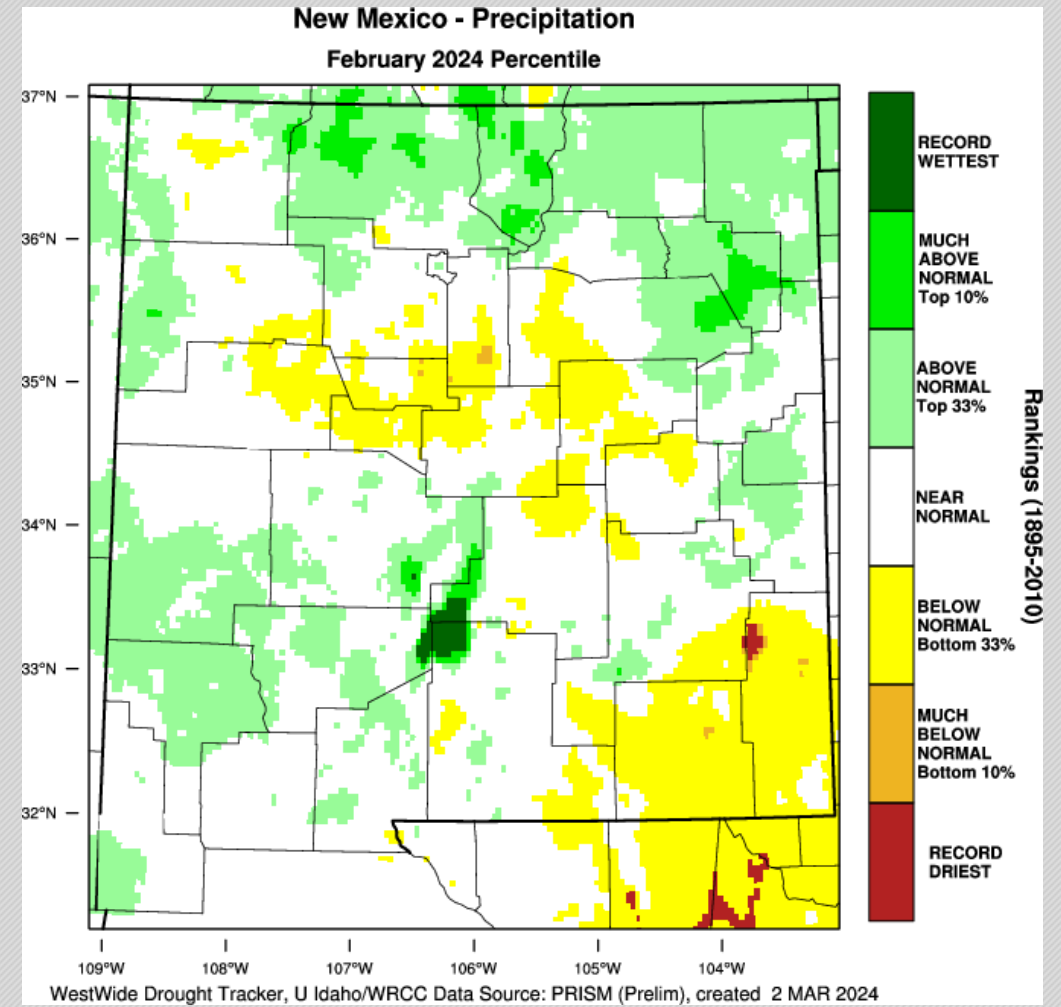 New Mexico - Precipitation
February 2024 Percentile
37°N
36°N
35°N
34°N
33°N
32°N
109°W
108°W
107°W
106°W
105°W
104°W
RECORD
WETTEST
MUCH
ABOVE
NORMAL
Top 10%
ABOVE
NORMAL
Top 33%
NEAR
NORMAL
BELOW
NORMAL
Bottom 33%
MUCH
BELOW
NORMAL
Bottom 10%
RECORD
DRIEST
Rankings (1895-2010)
WestWide Drought Tracker, U Idaho/WRCC Data Source: PRISM (Prelim), created 2 MAR 2024